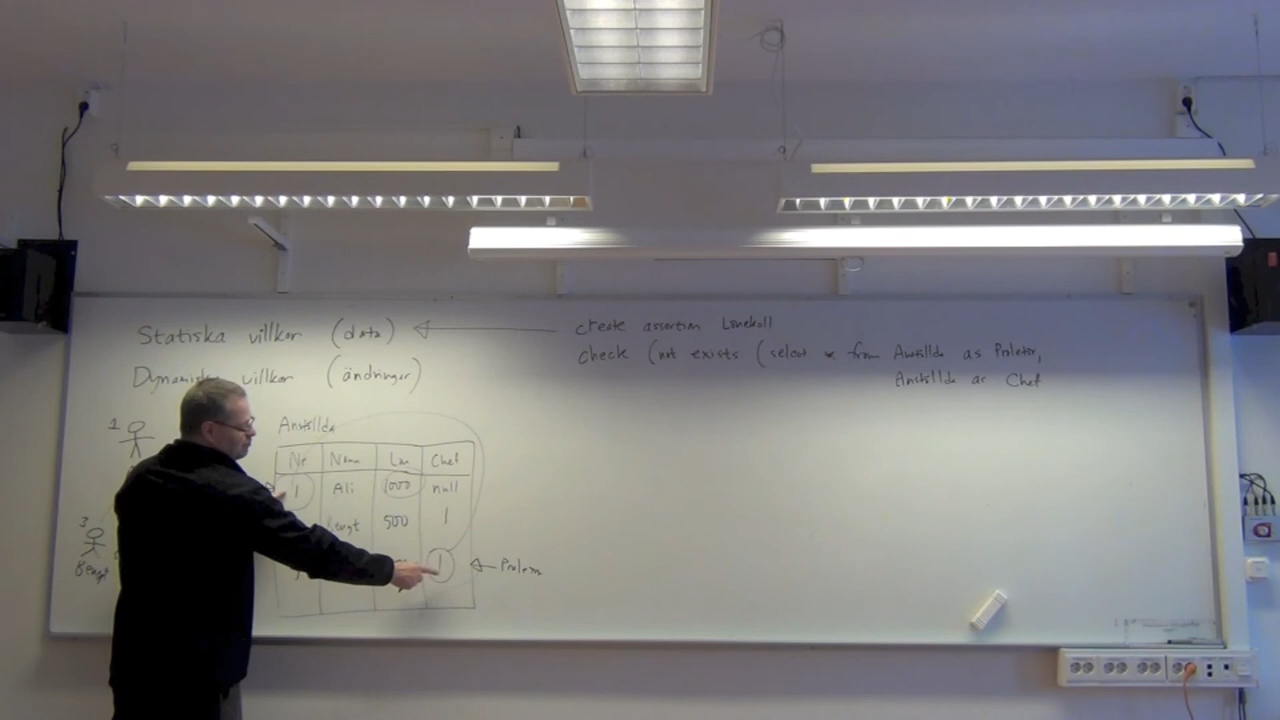 Statiska villkor (data)
Dynamiska villkor (ändringar)
create assertion Lönekoll
check (not exists (select * from Anställda as Proletär,
Anställda as Chef
1
Anställda
Nr Namn Lön Chef
1 Ali 1000 null
500 1
1
3
Bengt